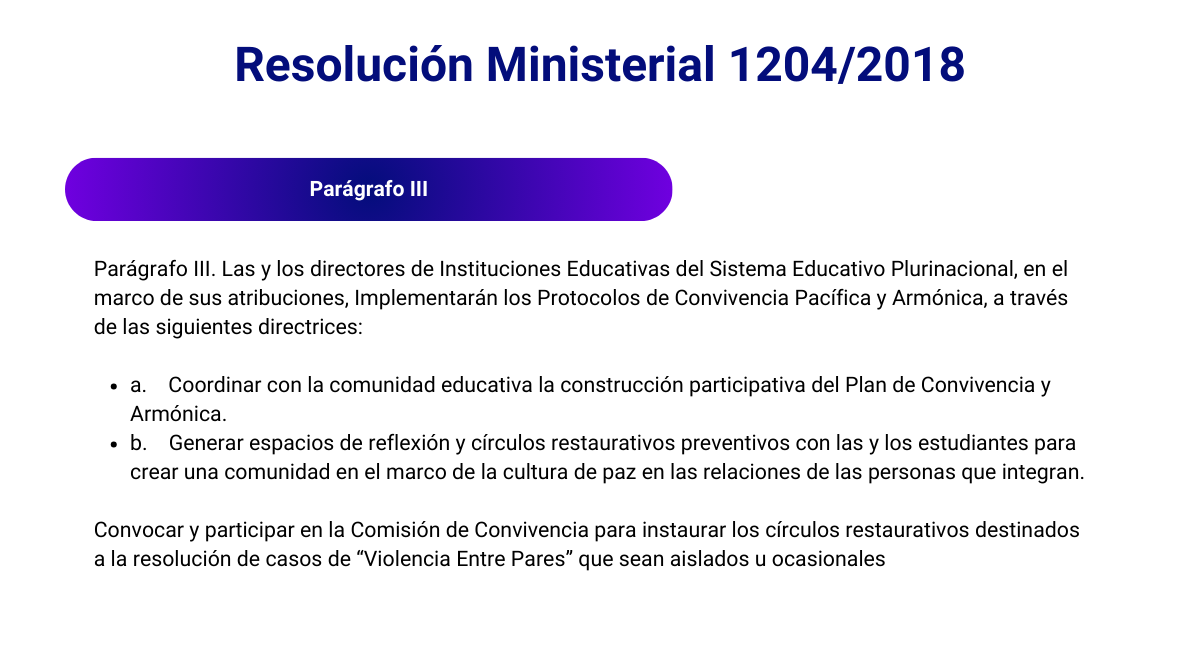 Resolución Ministerial 1204/2018
Parágrafo III
Parágrafo III. Las y los directores de Instituciones Educativas del Sistema Educativo Plurinacional, en el
marco de sus atribuciones, Implementarán los Protocolos de Convivencia Pacífica y Armónica, a través
de las siguientes directrices:
• a. Coordinar con la comunidad educativa la construcción participativa del Plan de Convivencia y
Armónica.
• b. Generar espacios de reflexión y círculos restaurativos preventivos con las y los estudiantes para
crear una comunidad en el marco de la cultura de paz en las relaciones de las personas que integran.
Convocar y participar en la Comisión de Convivencia para instaurar los círculos restaurativos destinados
a la resolución de casos de “Violencia Entre Pares” que sean aislados u ocasionales